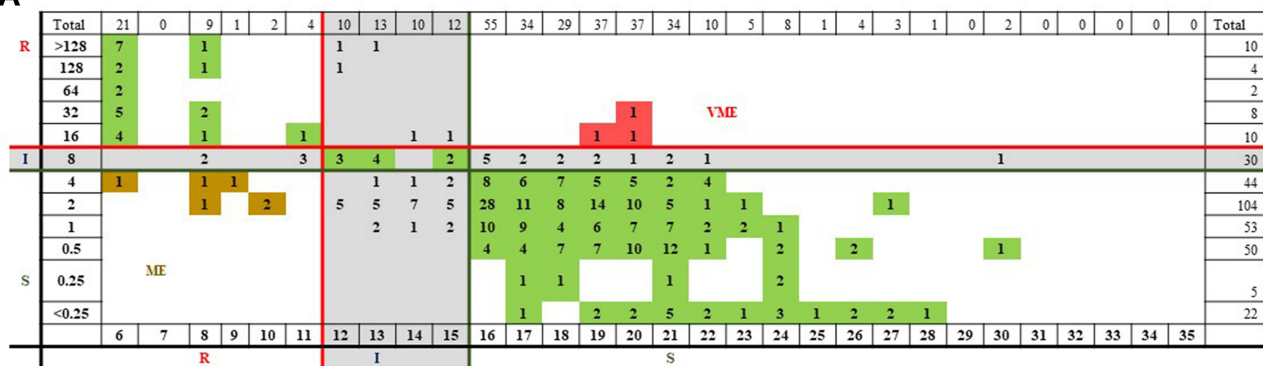 A
Total 21 0 9 1 2 4 10 13 10 12 55 34 29 37 37 34 10 5 8 1 4 3 1 0 2 0 0 0 0 0 Total
R >128 7 1 1 1 10
128 2 1 1 4
64 2 2
32 5 2 1 VME 8
16 4 1 1 1 1 1 1 10
I 8 2 3 3 4 2 5 2 2 2 1 2 1 1 30
4 1 1 1 1 1 2 8 6 7 5 5 2 4 44
2 1 2 5 5 7 5 28 11 8 14 10 5 1 1 1 104
1 2 1 2 10 9 4 6 7 7 2 2 1 53
0.5 4 4 7 7 10 12 1 2 2 1 50
ME
S 0.25 1 1 1 2 5
<0.25 1 2 2 5 2 1 3 1 2 2 1 22
6 7 8 9 10 11 12 13 14 15 16 17 18 19 20 21 22 23 24 25 26 27 28 29 30 31 32 33 34 35
R I S